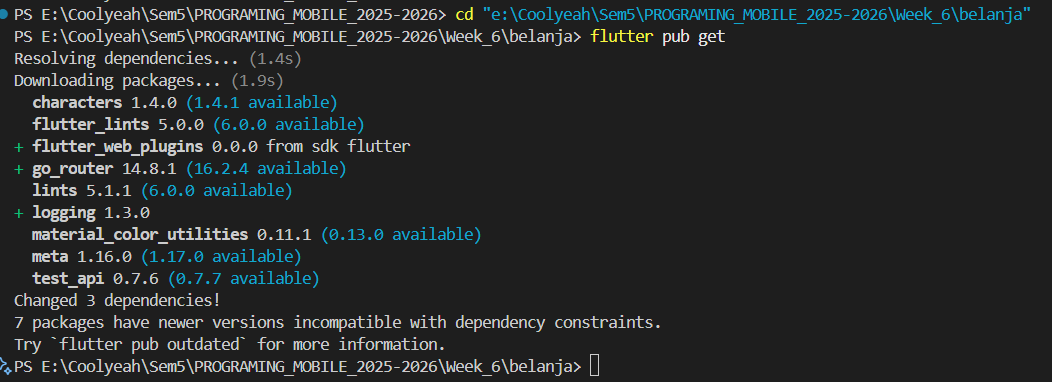 PS E:\Coolyeah\Sem5\PROGRAMING_MOBILE_2025-2026> cd "e:\Coolyeah\Sem5\PROGRAMING_MOBILE_2025-2026\Week_6\belanja"
PS E:\Coolyeah\Sem5\PROGRAMING_MOBILE_2025-2026\Week_6\belanja> flutter pub get
Resolving dependencies... (1.4s)
Downloading packages... (1.9s)
  characters 1.4.0 (1.4.1 available)
  flutter_lints 5.0.0 (6.0.0 available)
+ flutter_web_plugins 0.0.0 from sdk flutter
+ go_router 14.8.1 (16.2.4 available)
  lints 5.1.1 (6.0.0 available)
+ logging 1.3.0
  material_color_utilities 0.11.1 (0.13.0 available)
  meta 1.16.0 (1.17.0 available)
  test_api 0.7.6 (0.7.7 available)
Changed 3 dependencies!
7 packages have newer versions incompatible with dependency constraints.
Try `flutter pub outdated` for more information.
PS E:\Coolyeah\Sem5\PROGRAMING_MOBILE_2025-2026\Week_6\belanja>